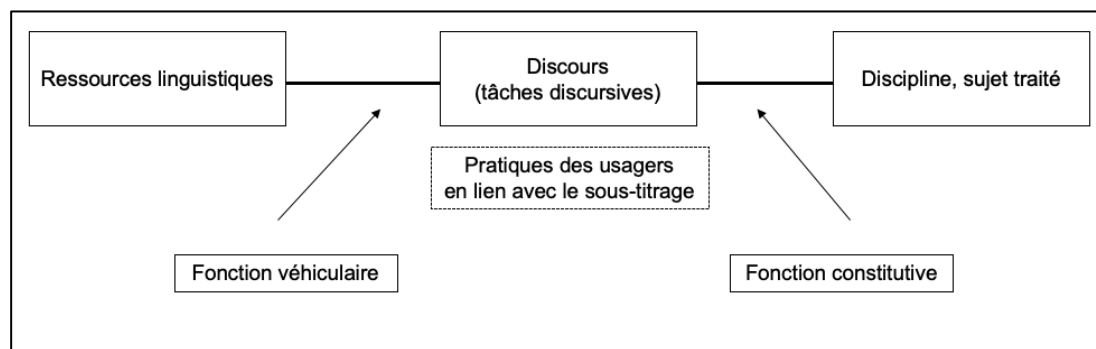 Ressources linguistiques
Discours
(tâches discursives)
Discipline, sujet traité
Pratiques des usagers
en lien avec le sous-titrage
Fonction véhiculaire
Fonction constitutive